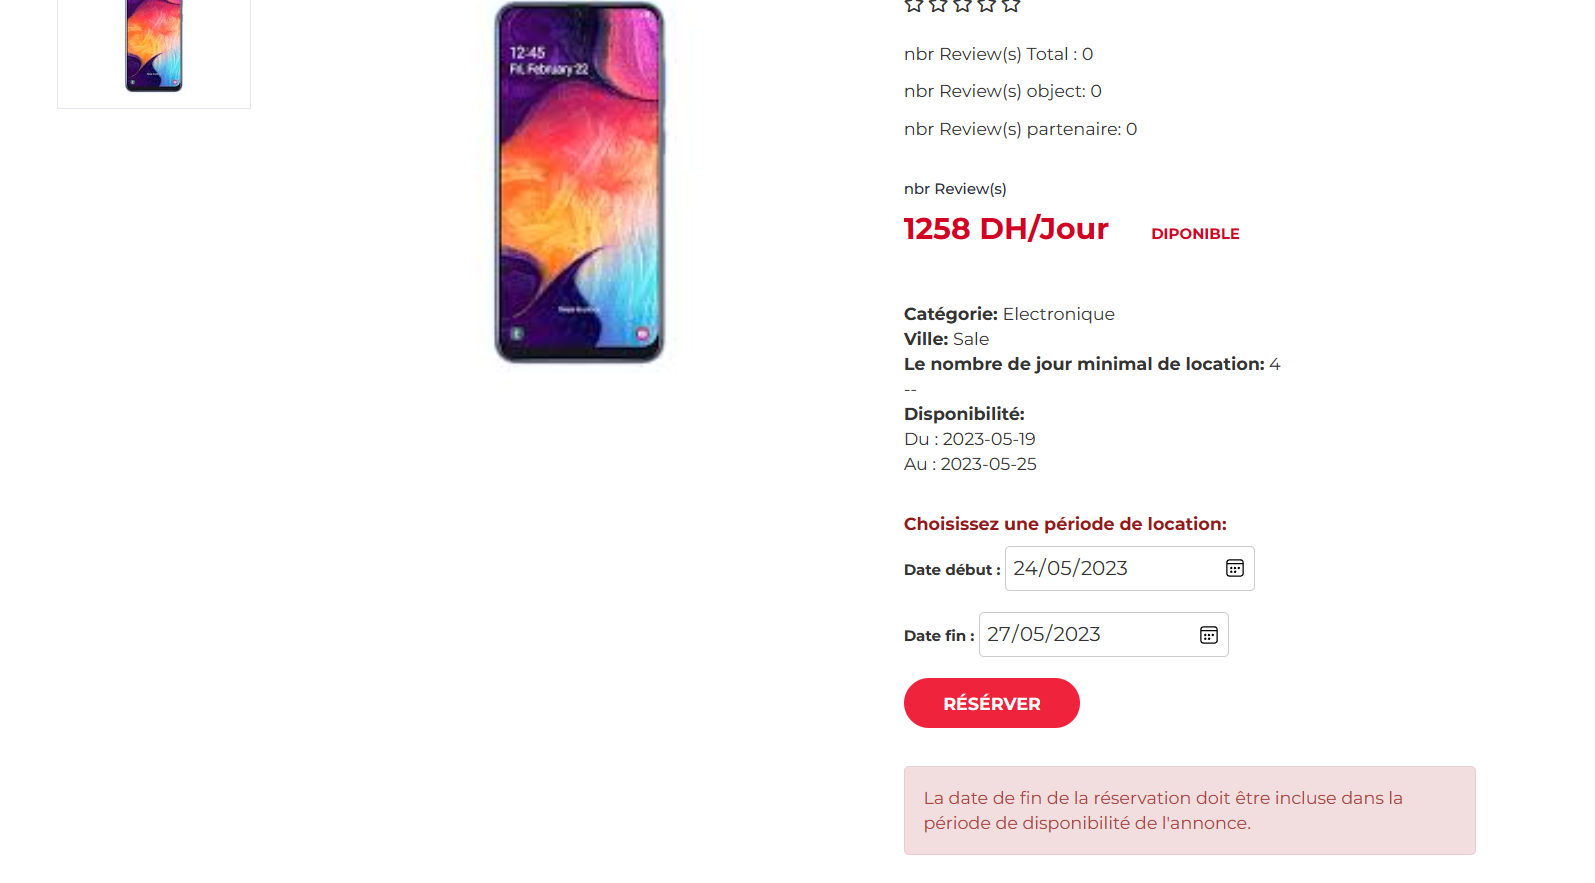 12:45
Fri, February 22
nbr Review(s) Total : 0
nbr Review(s) object: 0
nbr Review(s) partenaire: 0
nbr Review(s)
1258 DH/Jour DIPONIBLE
Catégorie: Electronique
Ville: Sale
Le nombre de jour minimal de location: 4
--
Disponibilité:
Du : 2023-05-19
Au : 2023-05-25
Choisissez une période de location:
Date début : 24/05/2023
Date fin : 27/05/2023
RÉSÉRVER
La date de fin de la réservation doit être incluse dans la
période de disponibilité de l'annonce.